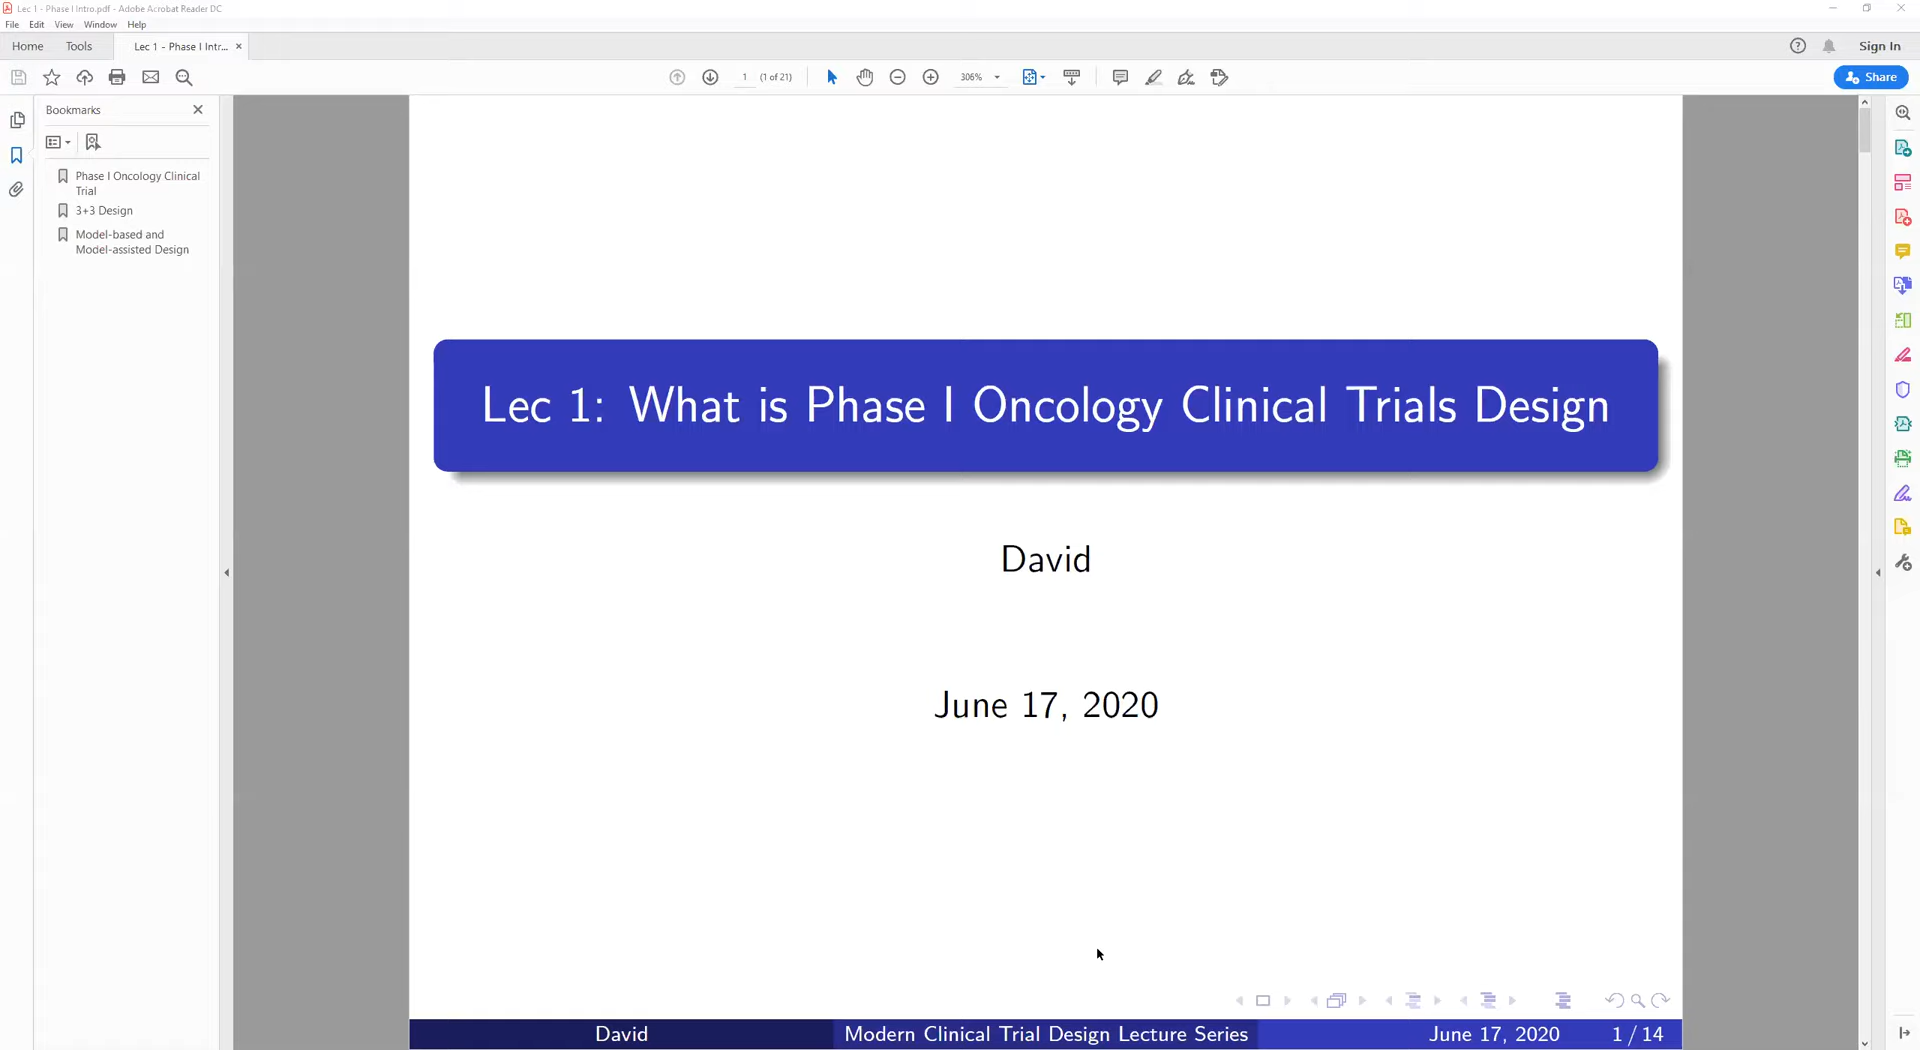 Lec 1 - Phase I Intro.pdf - Adobe Acrobat Reader DC
File Edit View Window Help
Home Tools Lec 1 - Phase I Intr... Sign In
1 (1 of 21) 306% Share
Bookmarks
Phase I Oncology Clinical
Trial
3+3 Design
Model-based and
Model-assisted Design
Lec 1: What is Phase I Oncology Clinical Trials Design
David
June 17, 2020
David Modern Clinical Trial Design Lecture Series June 17, 2020 1 / 14